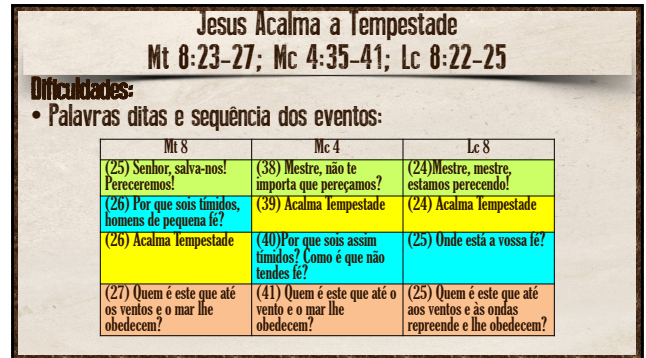 Jesus Acalma a Tempestade
Mt 8:23-27; Mc 4:35-41; Lc 8:22-25
Dificuldades:
• Palavras ditas e sequência dos eventos:
Mt 8
Mc 4
Lc 8
(25) Senhor, salva-nos!
Pereceremos!
(38) Mestre, não te
importa que pereçamos?
(24)Mestre, mestre,
estamos perecendo!
(26) Por que sois tímidos,
homens de pequena fé?
(39) Acalma Tempestade
(24) Acalma Tempestade
(26) Acalma Tempestade
(40)Por que sois assim
tímidos? Como é que não
tendes fé?
(25) Onde está a vossa fé?
(27) Quem é este que até
os ventos e o mar lhe
obedecem?
(41) Quem é este que até o
vento e o mar lhe
obedecem?
(25) Quem é este que até
aos ventos e às ondas
repreende e lhe obedecem?